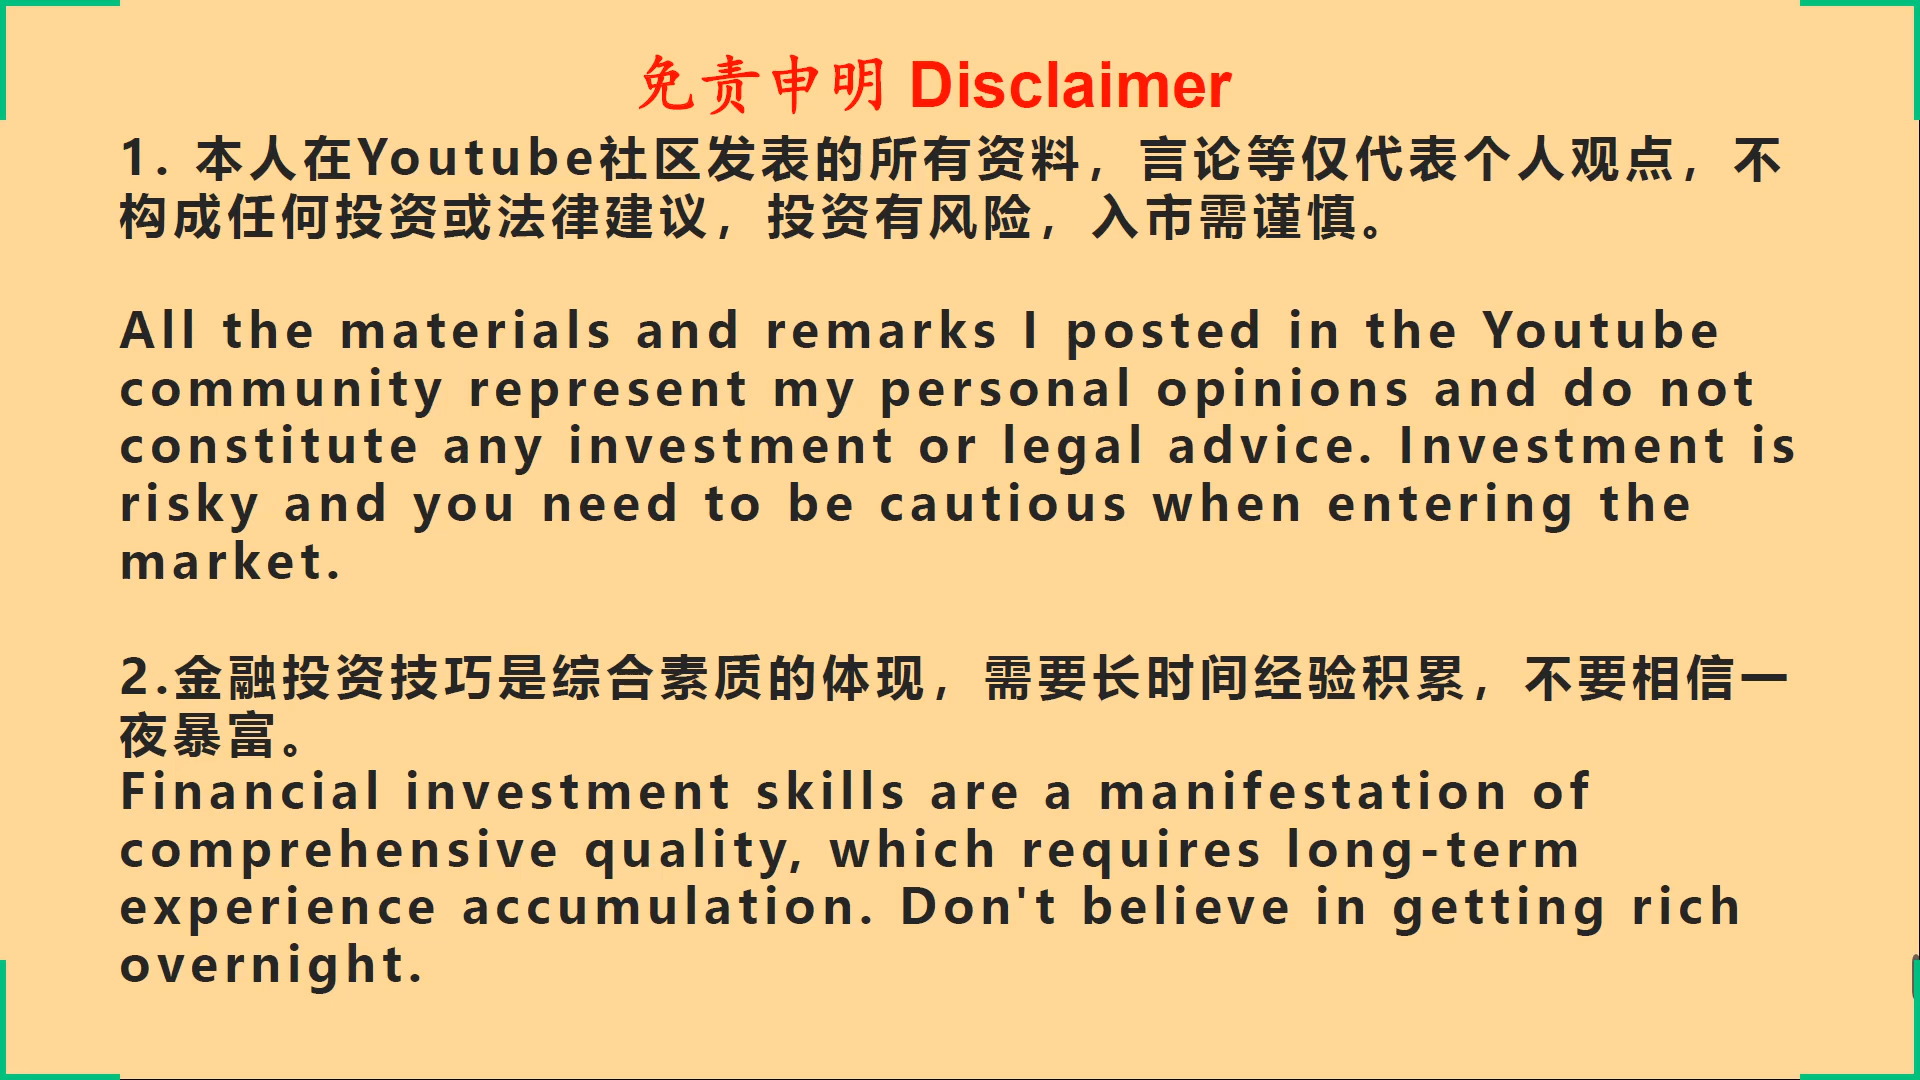 免责申明 Disclaimer
1. 本人在Youtube社区发表的所有资料，言论等仅代表个人观点，不
构成任何投资或法律建议，投资有风险，入市需谨慎。
All the materials and remarks I posted in the Youtube
community represent my personal opinions and do not
constitute any investment or legal advice. Investment is
risky and you need to be cautious when entering the
market.
2.金融投资技巧是综合素质的体现，需要长时间经验积累，不要相信一
夜暴富。
Financial investment skills are a manifestation of
comprehensive quality, which requires long-term
experience accumulation. Don't believe in getting rich
overnight.